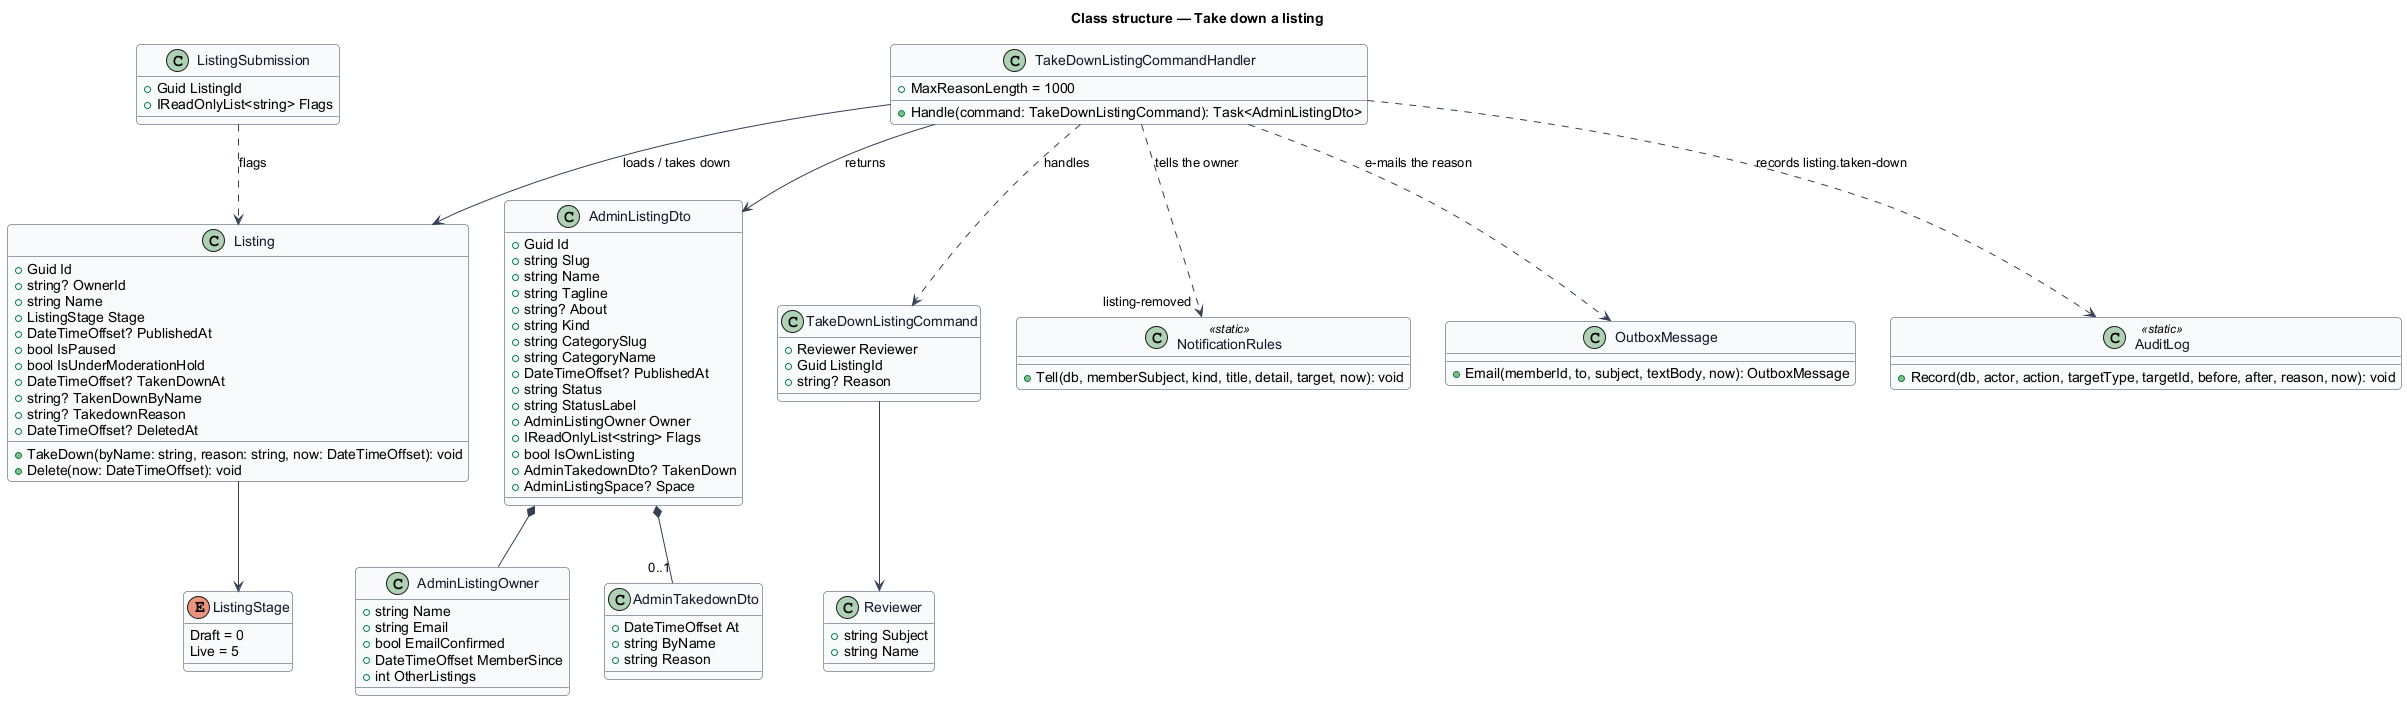 Class structure — Take down a listing
C ListingSubmission
Guid ListingId
IReadOnlyList<string> Flags
C TakeDownListingCommandHandler
MaxReasonLength = 1000
Handle(command: TakeDownListingCommand): Task<AdminListingDto>
flags
loads / takes down
returns
handles
tells the owner
e-mails the reason
records listing.taken-down
C Listing
Guid Id
string? OwnerId
string Name
ListingStage Stage
DateTimeOffset? PublishedAt
bool IsPaused
bool IsUnderModerationHold
DateTimeOffset? TakenDownAt
string? TakenDownByName
string? TakedownReason
DateTimeOffset? DeletedAt
TakeDown(byName: string, reason: string, now: DateTimeOffset): void
Delete(now: DateTimeOffset): void
C AdminListingDto
Guid Id
string Slug
string Name
string Tagline
string? About
string Kind
string CategorySlug
string CategoryName
DateTimeOffset? PublishedAt
string Status
string StatusLabel
AdminListingOwner Owner
IReadOnlyList<string> Flags
bool IsOwnListing
AdminTakedownDto? TakenDown
AdminListingSpace? Space
C TakeDownListingCommand
Reviewer Reviewer
Guid ListingId
string? Reason
listing-removed
«static»
C NotificationRules
Tell(db, memberSubject, kind, title, detail, target, now): void
C OutboxMessage
Email(memberId, to, subject, textBody, now): OutboxMessage
«static»
C AuditLog
Record(db, actor, action, targetType, targetId, before, after, reason, now): void
E ListingStage
Draft = 0
Live = 5
C AdminListingOwner
string Name
string Email
bool EmailConfirmed
DateTimeOffset MemberSince
int OtherListings
0..1
C AdminTakedownDto
DateTimeOffset At
string ByName
string Reason
C Reviewer
string Subject
string Name